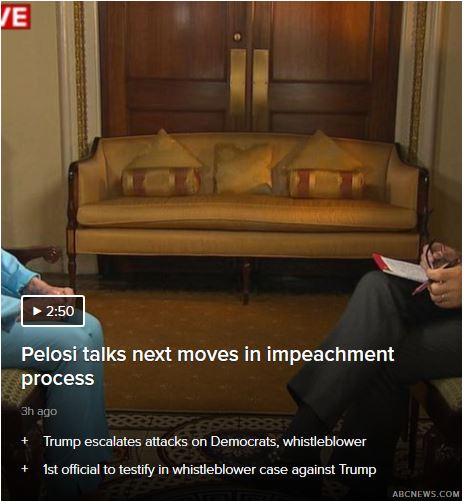 VE
2:50
Pelosi talks next moves in impeachment
process
3h ago
+ Trump escalates attacks on Democrats, whistleblower
+ 1st official to testify in whistleblower case against Trump
ABCNEWS.COM